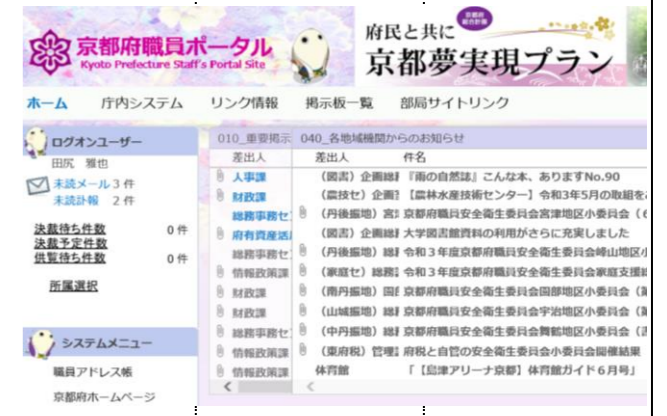 京都府職員ポータル
Kyoto Prefecture Staff's Portal Site
京都府
総合計画
府民と共に
京都夢実現プラン
ホーム 庁内システム リンク情報 掲示板一覧 部局サイトリンク
ログオンユーザー
田尻 雅也
未読メール 3 件
未読訃報 2 件
決裁待ち件数 0 件
決裁予定件数
供覧待ち件数 0 件
所属選択
システムメニュー
職員アドレス帳
京都府ホームページ
010_重要掲示
差出人
人事課
財政課
総務事務セ
府有資産活
総務事務セ
情報政策課
財政課
財政課
総務事務セ
情報政策課
情報政策課
040_各地域機関からのお知らせ
差出人 件名
（図書）企画総 『雨の自然誌』こんな本、ありますNo.90
（農技セ）企画 【農林水産技術センター】令和3年5月の取組を
（丹後振地）宮 京都府職員安全衛生委員会宮津地区小委員会（6
（図書）企画総 大学図書館資料の利用がさらに充実しました
（丹後振地）総 令和３年度京都府職員安全衛生委員会峰山地区小
（家庭セ）総務 令和３年度京都府職員安全衛生委員会家庭支援総
（南丹振地）園 京都府職員安全衛生委員会園部地区小委員会（
（山城振地）総 京都府職員安全衛生委員会宇治地区小委員会（
（中丹振地）総 京都府職員安全衛生委員会舞鶴地区小委員会（
（東府税）管理 府税と自管の安全衛生委員会小委員会開催結果
体育館 「【島津アリーナ京都】体育館ガイド６月号」